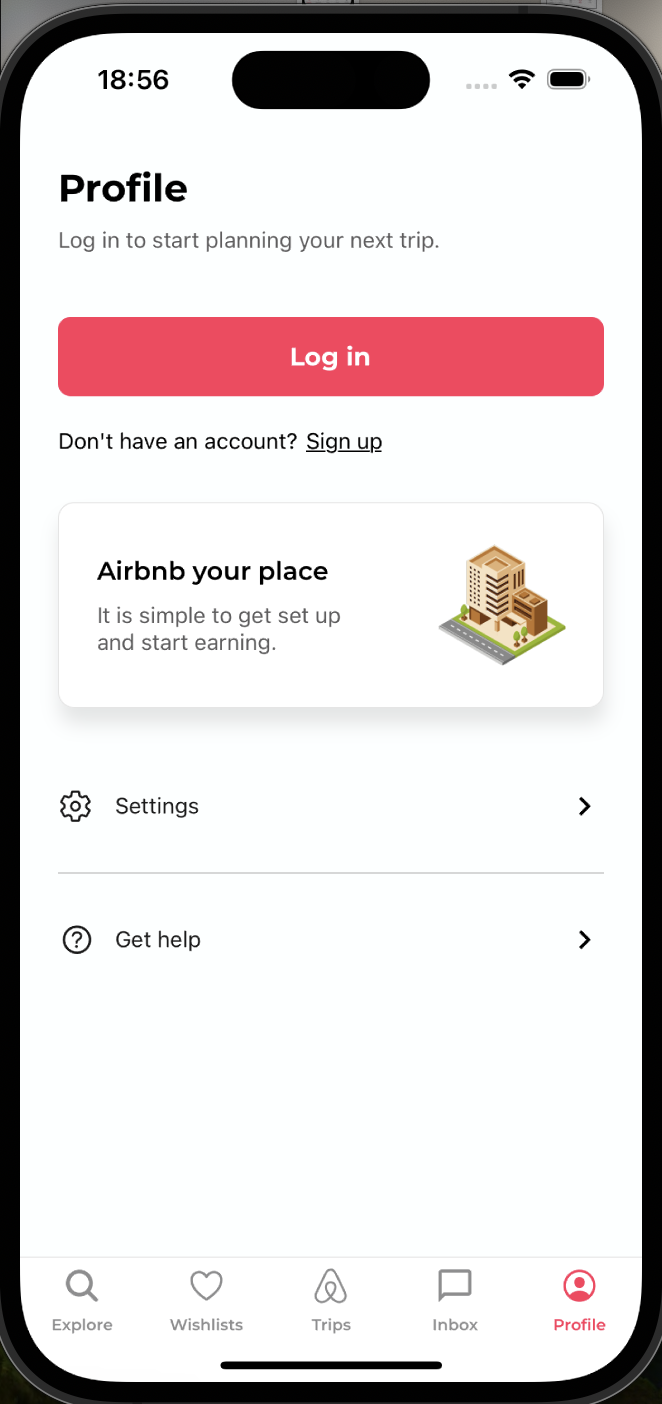 18:56
Profile
Log in to start planning your next trip.
Log in
Don't have an account? Sign up
Airbnb your place
It is simple to get set up
and start earning.
Settings
Get help
Explore
Wishlists
Trips
Inbox
Profile